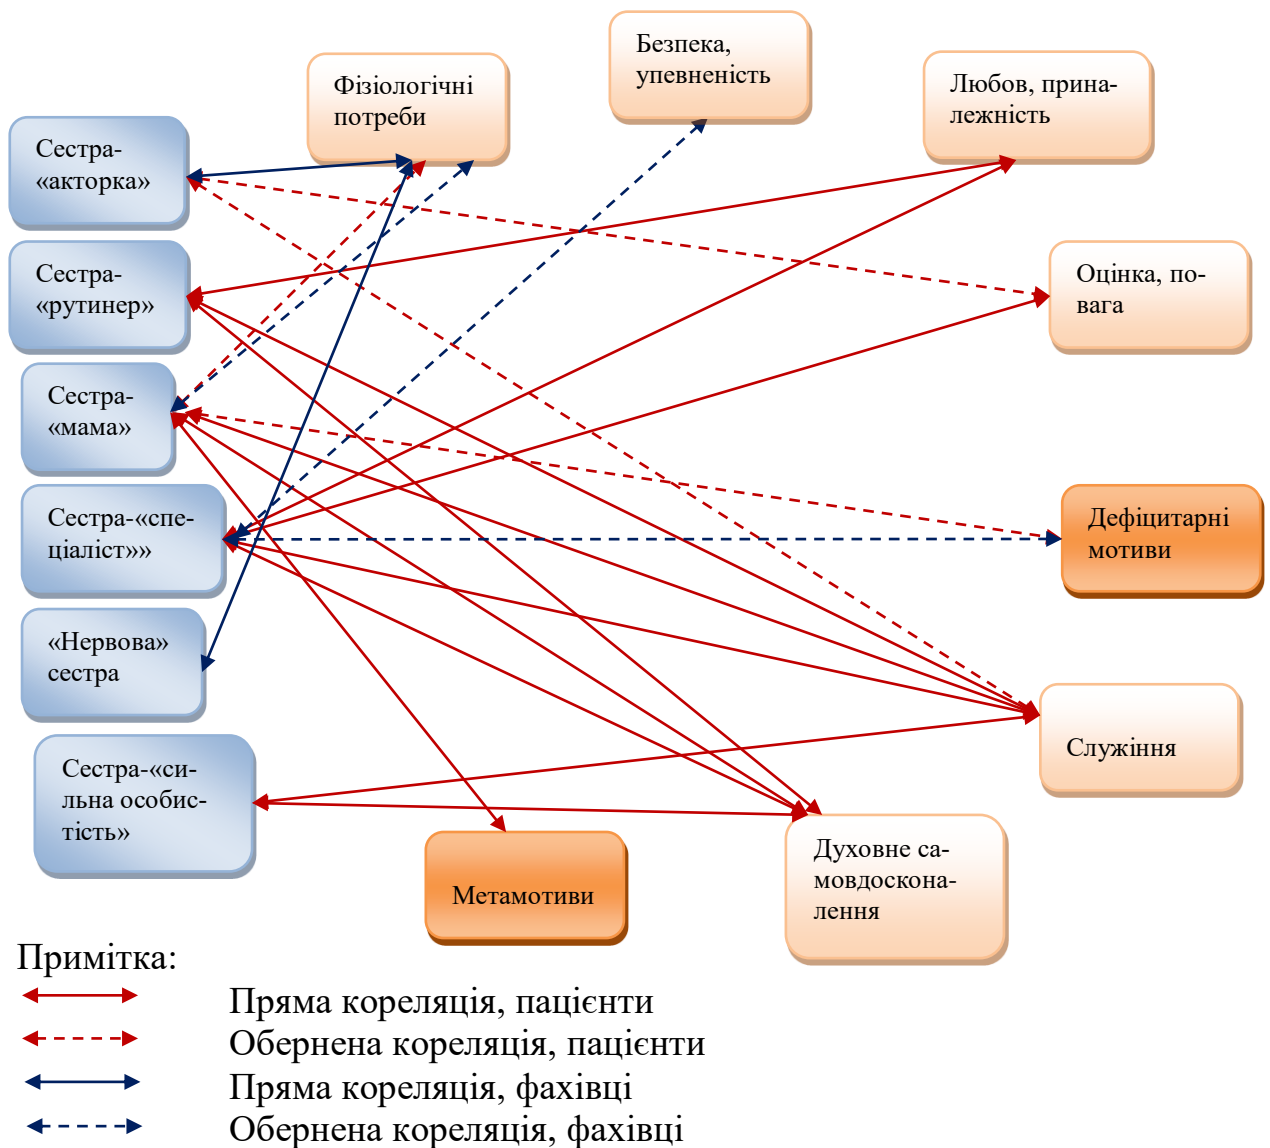 Безпека,
упевненість
Фізіологічні
потреби
Любов, прина-
лежність
Сестра-
«акторка»
Сестра-
«рутинер»
Оцінка, по-
вага
Сестра-
«мама»
Сестра-«спе-
ціаліст»»
Дефіцитарні
мотиви
«Нервова»
сестра
Служіння
Сестра-«си-
льна особис-
тість»
Метамотиви
Духовне са-
мовдоскона-
лення
Примітка:
Пряма кореляція, пацієнти
Обернена кореляція, пацієнти
Пряма кореляція, фахівці
Обернена кореляція, фахівці